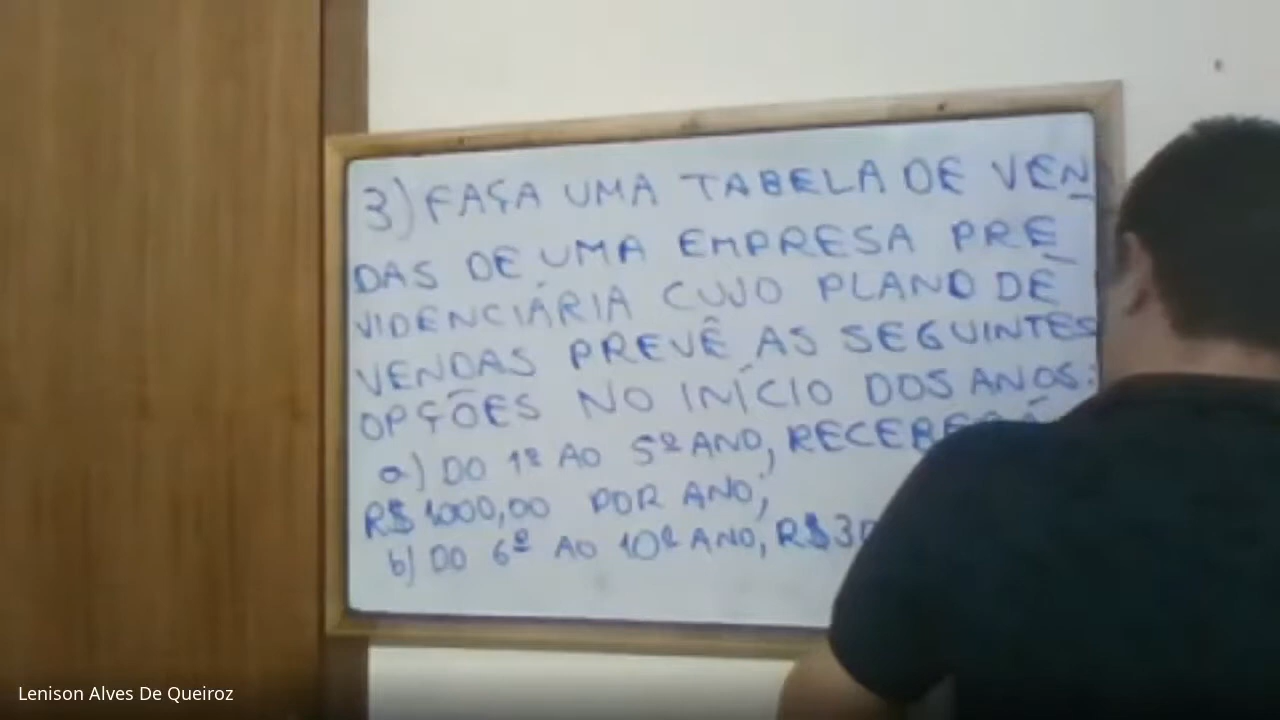 3) FAÇA UMA TABELA DE VEN
DAS DE UMA EMPRESA PRE
VIDENCIÁRIA CUJO PLANO DE
VENDAS PREVÊ AS SEGUINTES
OPÇÕES NO INÍCIO DOS ANOS:
a) DO 1º AO 5º ANO, RECEBERÁ
R$ 1000,00 POR ANO;
b) DO 6º AO 10º ANO, R$ 30
Lenison Alves De Queiroz